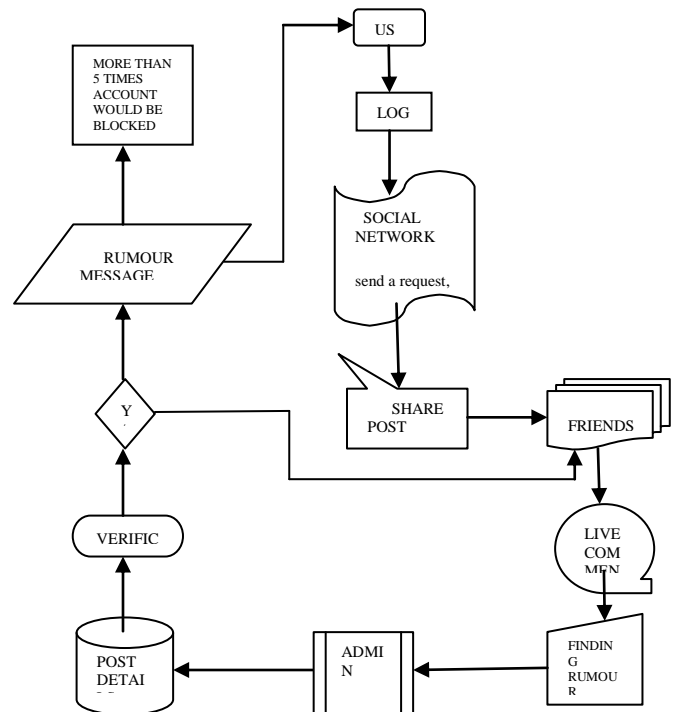 US
MORE THAN
5 TIMES
ACCOUNT
WOULD BE
BLOCKED
LOG
SOCIAL
NETWORK
send a request,
RUMOUR
MESSAGE
SHARE
POST
FRIENDS
Y
VERIFIC
LIVE
COM
MEN
FINDIN
G
RUMOU
R
ADMI
N
POST
DETAI